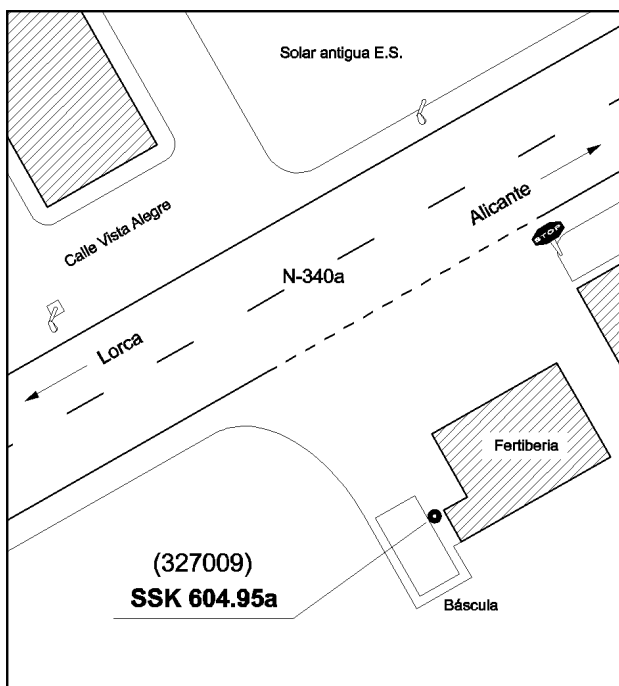 Solar antigua E.S.
Calle Vista Alegre
Alicante
STOP
N-340a
Lorca
Fertiberia
(327009)
SSK 604.95a
Báscula